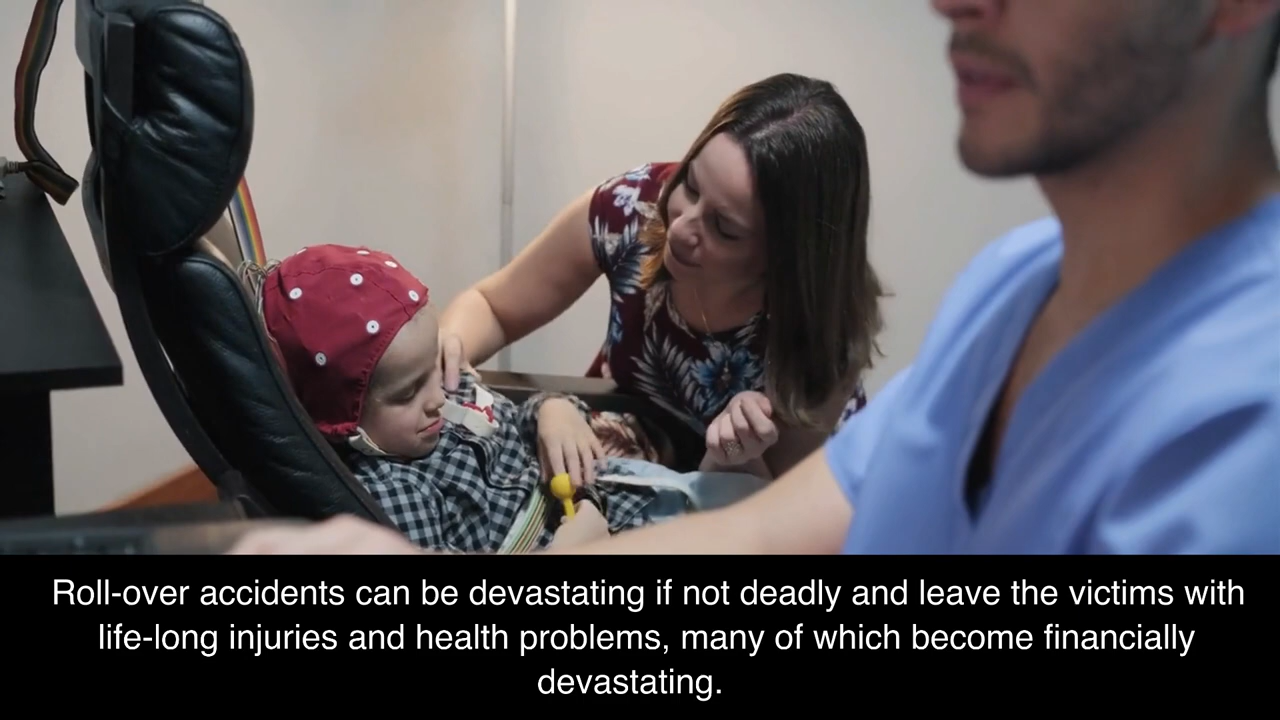 Roll-over accidents can be devastating if not deadly and leave the victims with
life-long injuries and health problems, many of which become financially
devastating.